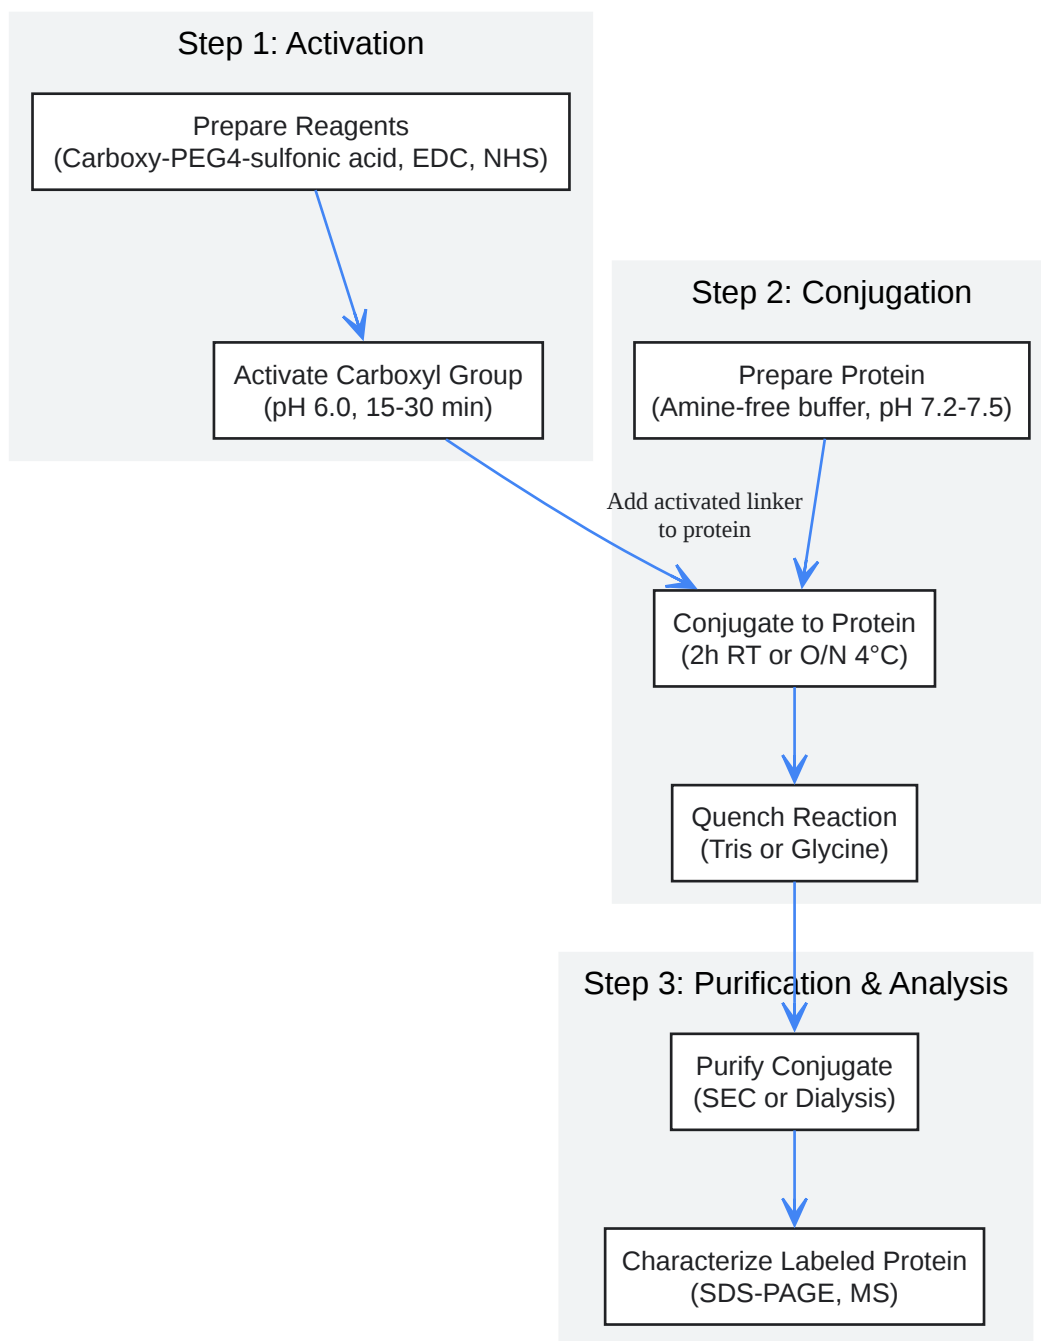 Step 1: Activation
Prepare Reagents
(Carboxy-PEG4-sulfonic acid, EDC, NHS)
Activate Carboxyl Group
(pH 6.0, 15-30 min)
Step 2: Conjugation
Prepare Protein
(Amine-free buffer, pH 7.2-7.5)
Add activated linker
to protein
Conjugate to Protein
(2h RT or O/N 4°C)
Quench Reaction
(Tris or Glycine)
Step 3: Purification & Analysis
Purify Conjugate
(SEC or Dialysis)
Characterize Labeled Protein
(SDS-PAGE, MS)